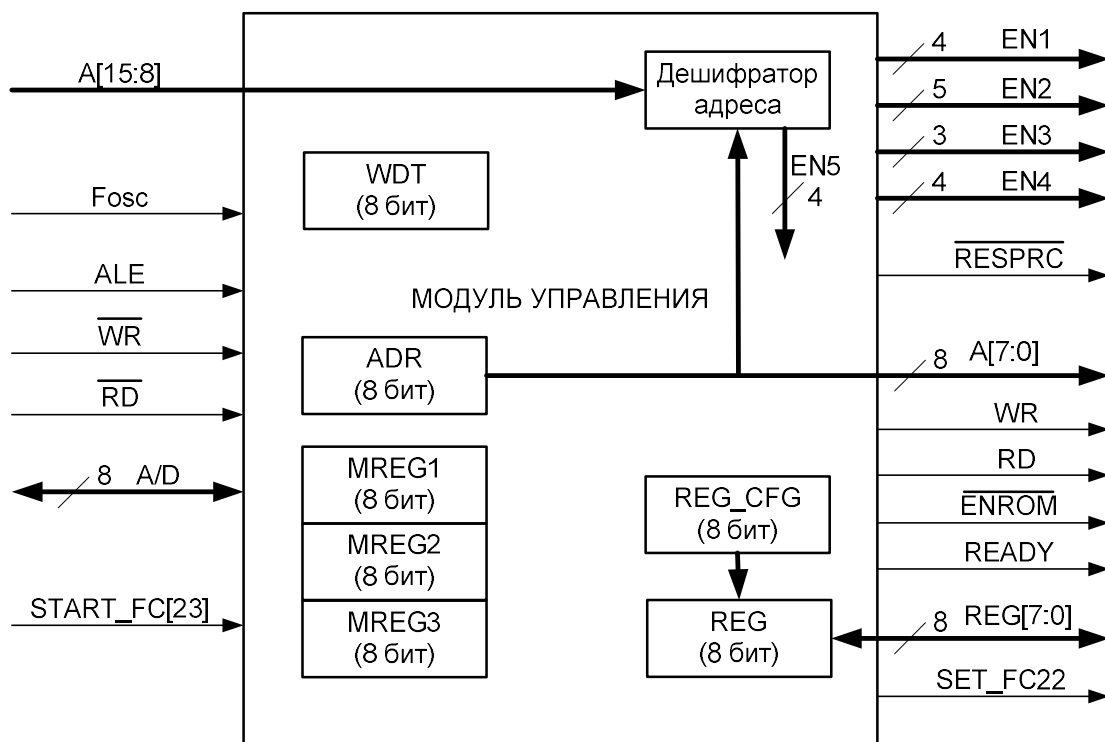 A[15:8]
Fosc
ALE
WR
RD
8 A/D
START_FC[23]
Дешифратор
адреса
EN5
4
WDT
(8 бит)
МОДУЛЬ УПРАВЛЕНИЯ
ADR
(8 бит)
MREG1
(8 бит)
MREG2
(8 бит)
MREG3
(8 бит)
REG_CFG
(8 бит)
REG
(8 бит)
4 EN1
5 EN2
3 EN3
4 EN4
RESPRC
8 A[7:0]
WR
RD
ENROM
READY
8 REG[7:0]
SET_FC22